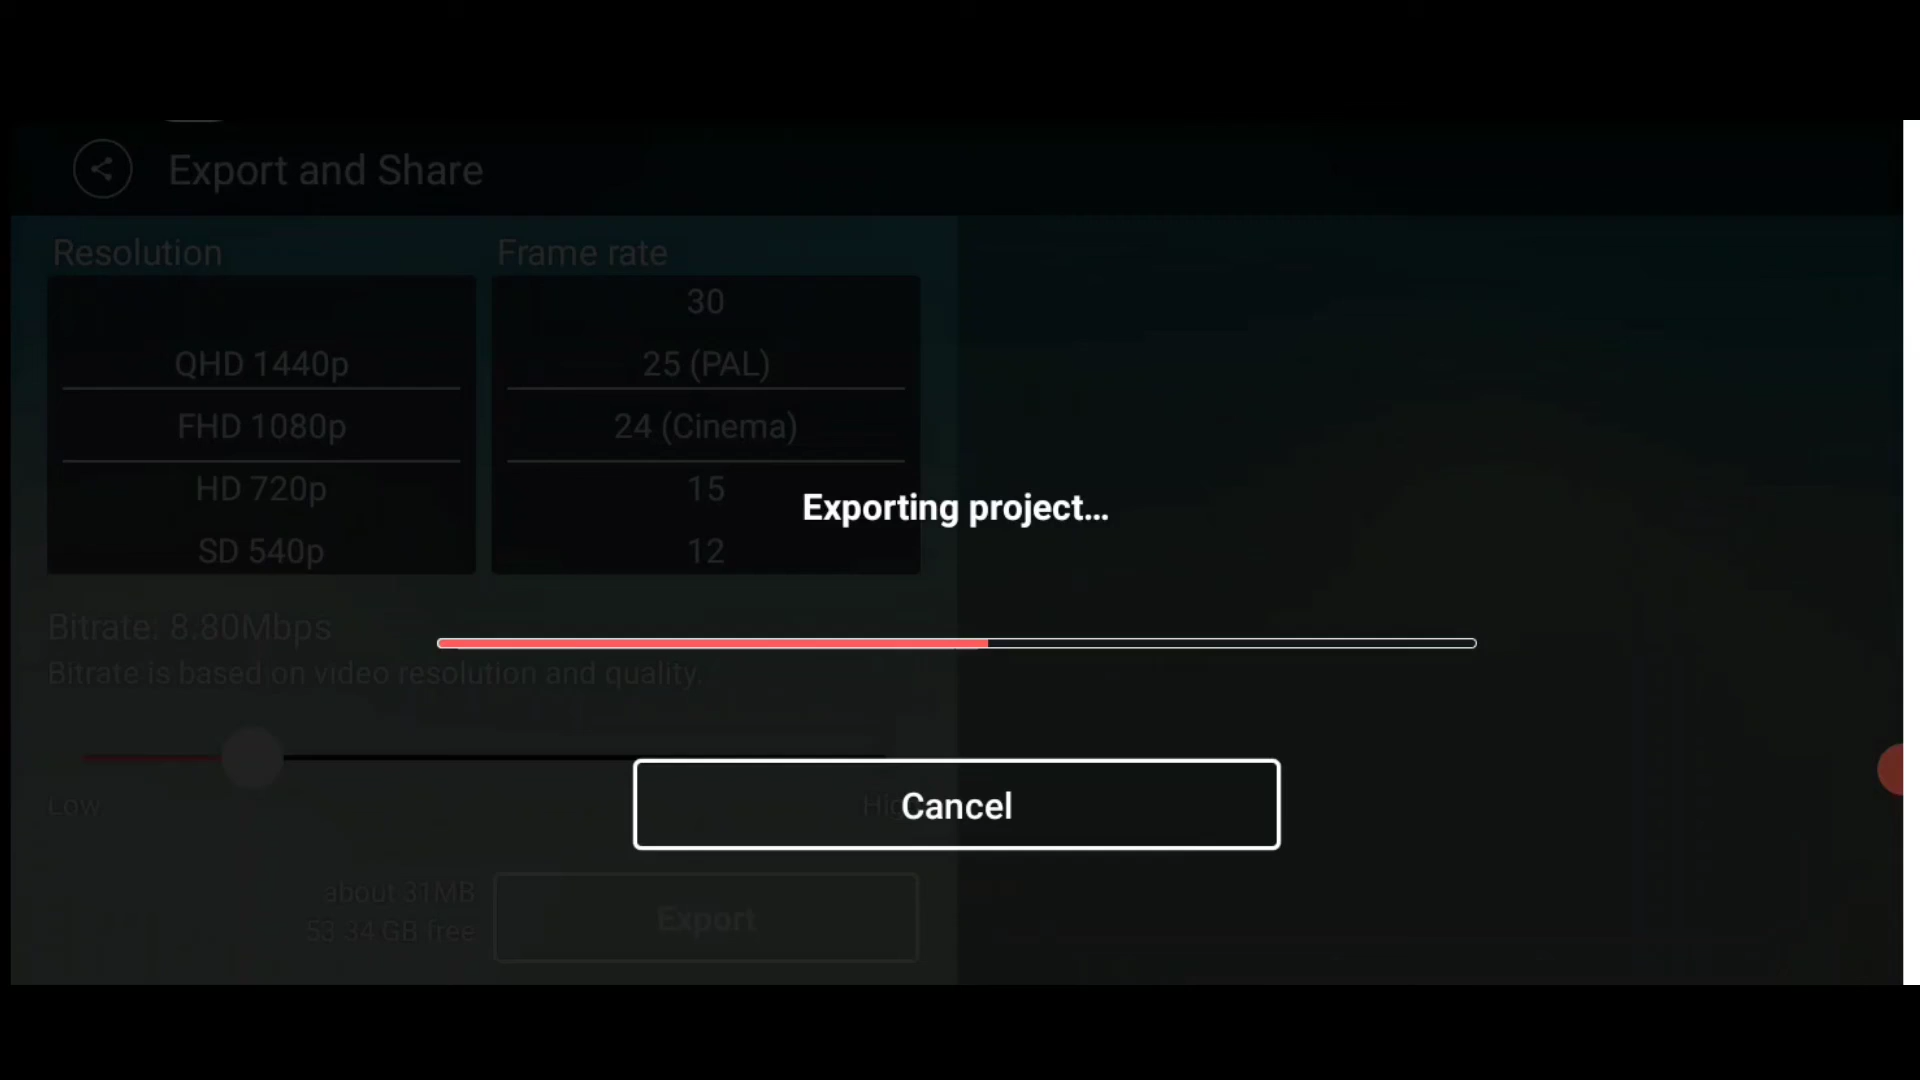 Export and Share
Resolution
Frame rate
30
QHD 1440p
25 (PAL)
FHD 1080p
24 (Cinema)
HD 720p
15
SD 540p
12
Exporting project...
Bitrate: 8.80Mbps
Bitrate is based on video resolution and quality.
Low
Cancel
about 31MB
53.34 GB free
Export